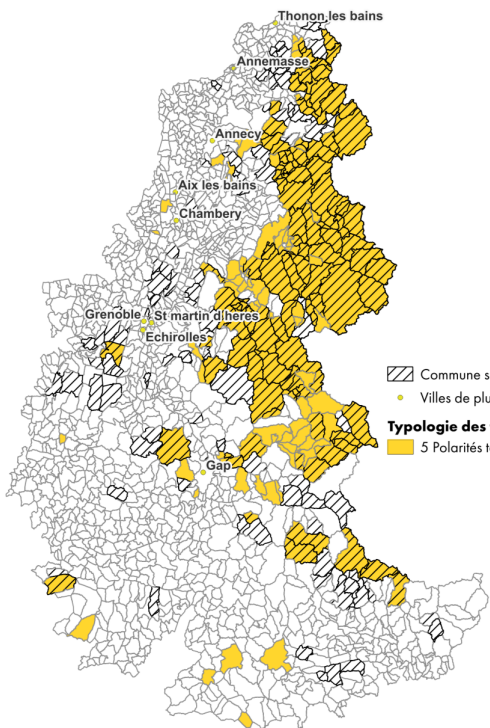 Thonon les bains
Annemasse
Annecy
Aix les bains
Chambery
Grenoble
St martin d'heres
Echirolles
Commune s
Villes de plu
Typologie des
5 Polarités t
Gap